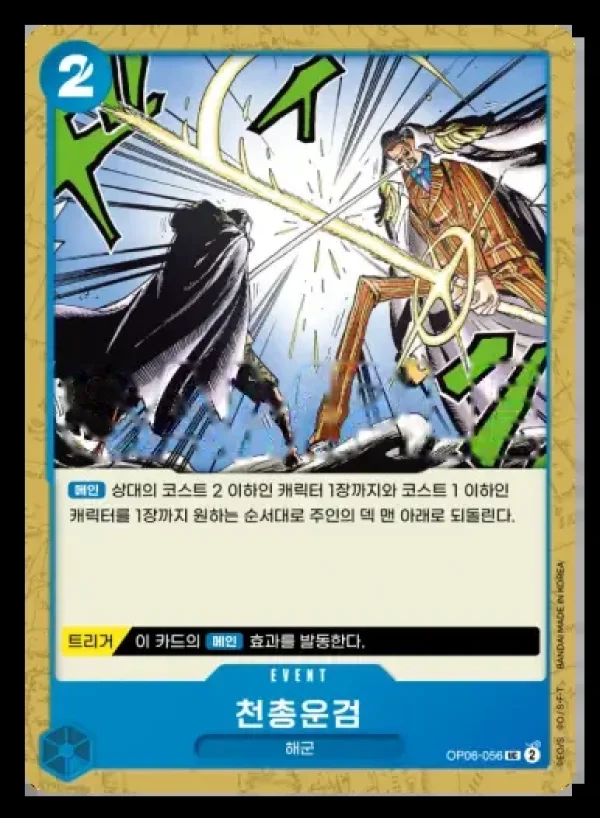 2
메인 상대의 코스트 2 이하인 캐릭터 1장까지와 코스트 1 이하인
캐릭터를 1장까지 원하는 순서대로 주인의 덱 맨 아래로 되돌린다.
트리거 이 카드의 메인 효과를 발동한다.
EVENT
천총운검
해군
OP06-056 UC 2
©E.O/S. ©O/S·F·T. BANDAI MADE IN KOREA